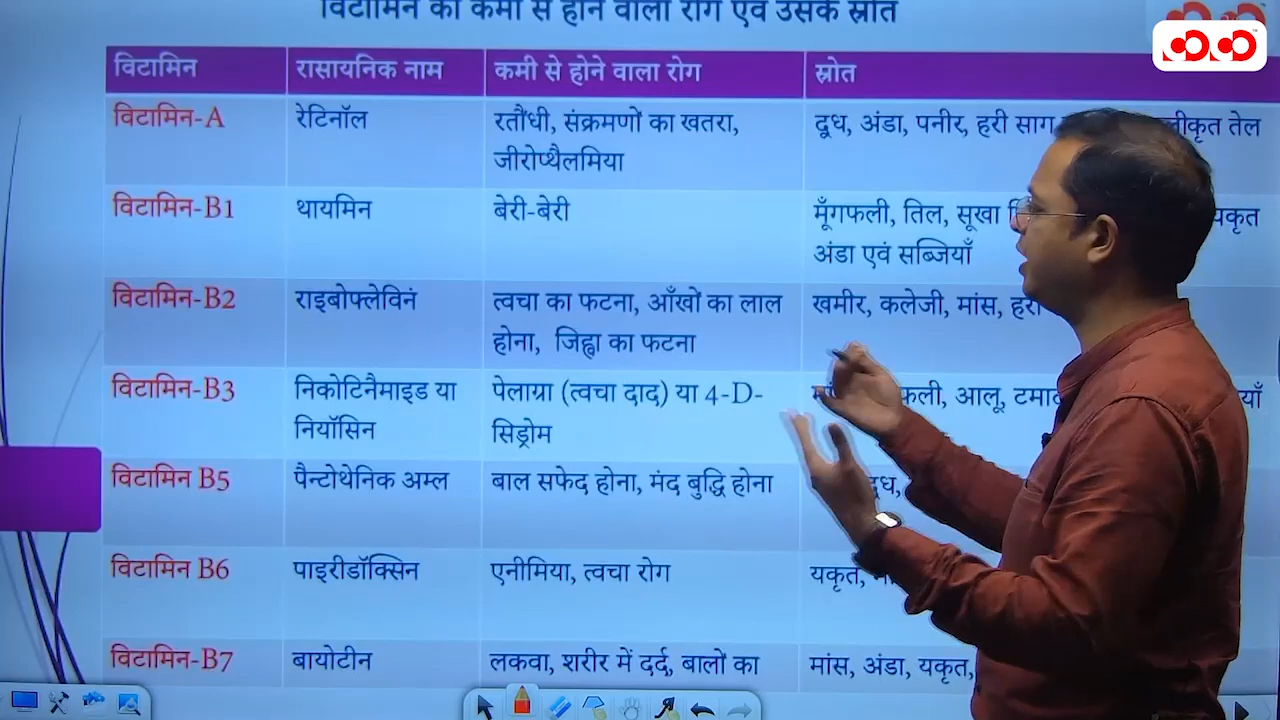 विटामिन की कमी से होने वाला रोग एवं उसके स्रोत
विटामिन रासायनिक नाम कमी से होने वाला रोग स्रोत
विटामिन-A रेटिनॉल रतौंधी, संक्रमणों का खतरा, दूध, अंडा, पनीर, हरी साग तेल
जीरोप्थैलमिया
विटामिन-B1 थायमिन बेरी-बेरी मूँगफली, तिल, सूखा यकृत
अंडा एवं सब्जियाँ
विटामिन-B2 राइबोफ्लेविनं त्वचा का फटना, आँखों का लाल खमीर, कलेजी, मांस,
होना, जिह्वा का फटना
विटामिन-B3 निकोटिनैमाइड या पेलाग्रा (त्वचा दाद) या 4-D- आलू,
नियॉसिन सिड्रोम
विटामिन B5 पैन्टोथेनिक अम्ल बाल सफेद होना, मंद बुद्धि होना
विटामिन B6 पाइरीडॉक्सिन एनीमिया, त्वचा रोग यकृत,
विटामिन-B7 बायोटीन लकवा, शरीर में दर्द, बालों का मांस, अंडा, यकृत,